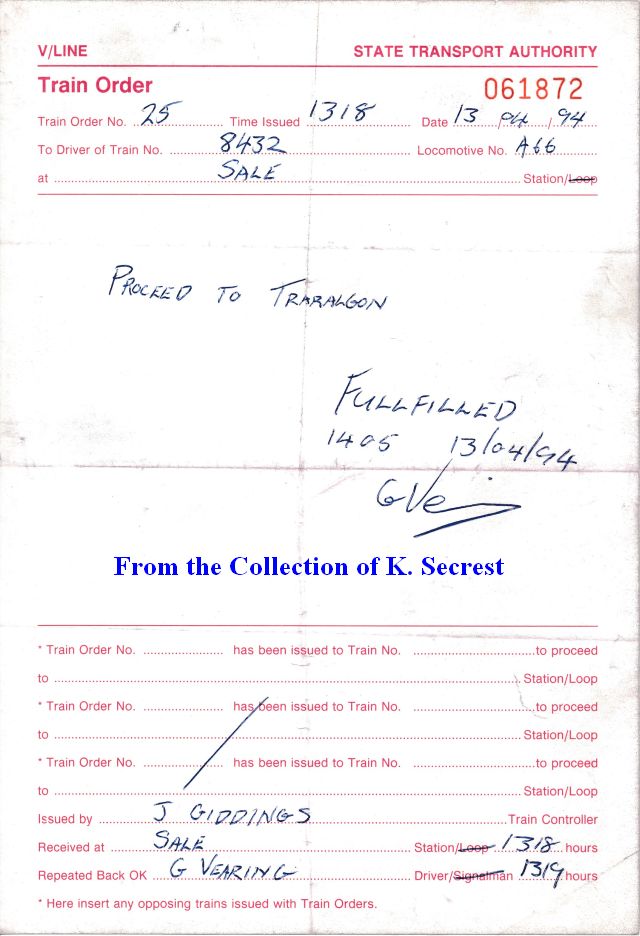 V/LINE STATE TRANSPORT AUTHORITY
Train Order 061872
Train Order No. 25 Time Issued 1318 Date 13 /04 /94
To Driver of Train No. 8432 Locomotive No. A66
at SALE Station/Loop
PROCEED TO TRARALGON
FULLFILLED
1405 13/04/94
From the Collection of K. Secrest
* Train Order No. has been issued to Train No. to proceed
to Station/Loop
* Train Order No. has been issued to Train No. to proceed
to Station/Loop
* Train Order No. has been issued to Train No. to proceed
to Station/Loop
Issued by J GIDDINGS Train Controller
Received at SALE Station/Loop 1318 hours
Repeated Back OK G VEARING Driver/Signalman 1319 hours
* Here insert any opposing trains issued with Train Orders.